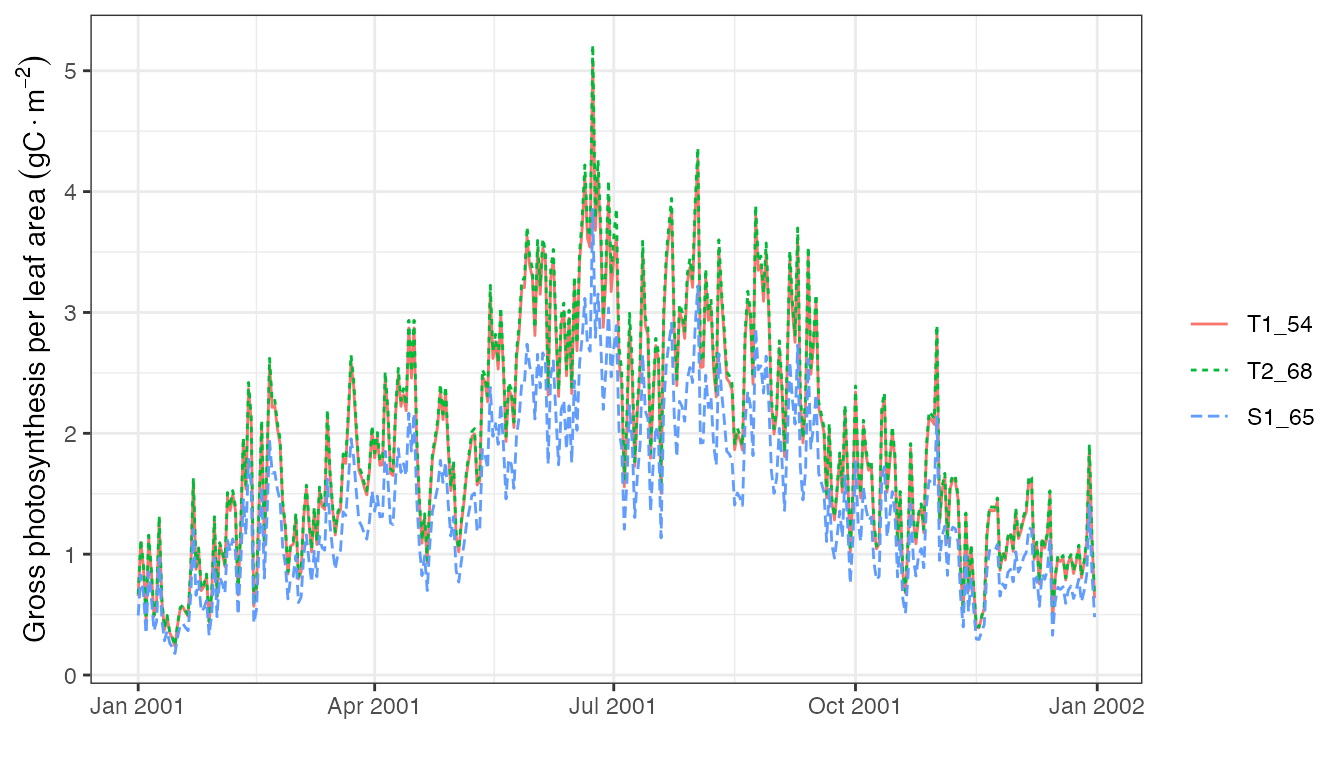 Gross photosynthesis per leaf area (gC · m⁻²)
5
4
3
2
1
0
Jan 2001
Apr 2001
Jul 2001
Oct 2001
Jan 2002
T1_54
T2_68
S1_65